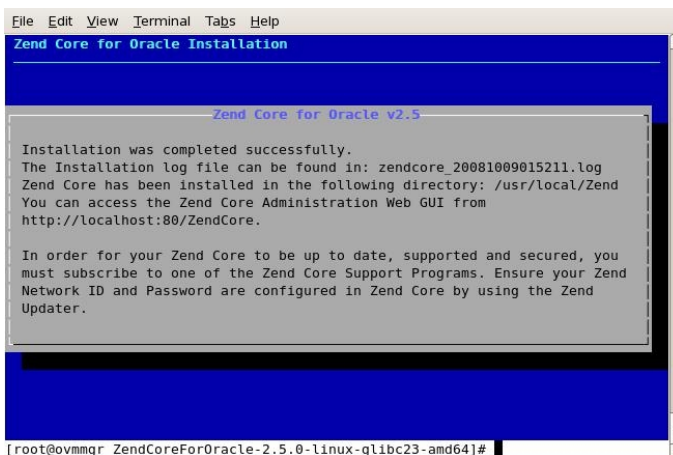 File Edit View Terminal Tabs Help
Zend Core for Oracle Installation
Zend Core for Oracle v2.5
Installation was completed successfully.
The Installation log file can be found in: zendcore_20081009015211.log
Zend Core has been installed in the following directory: /usr/local/Zend
You can access the Zend Core Administration Web GUI from
http://localhost:80/ZendCore.
In order for your Zend Core to be up to date, supported and secured, you
must subscribe to one of the Zend Core Support Programs. Ensure your Zend
Network ID and Password are configured in Zend Core by using the Zend
Updater.
[root@ovmmgr ZendCoreForOracle-2.5.0-linux-glibc23-amd64]#